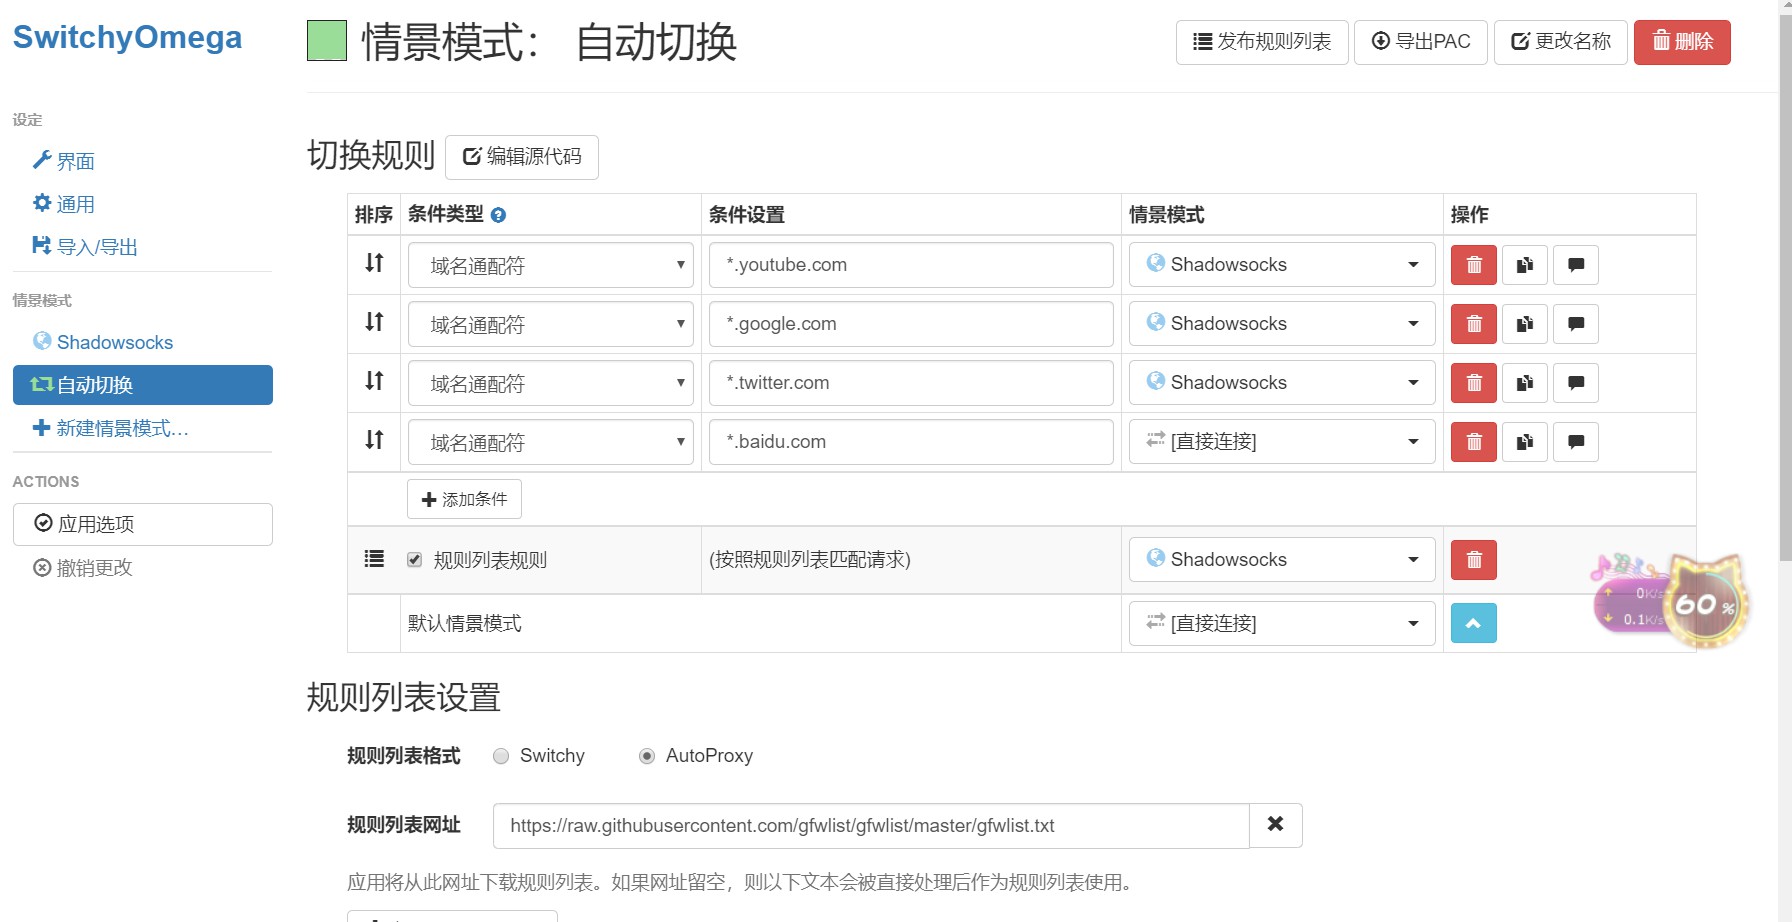 SwitchyOmega
设定
界面
通用
导入/导出
情景模式
Shadowsocks
自动切换
新建情景模式…
ACTIONS
应用选项
撤销更改
情景模式： 自动切换
发布规则列表 导出PAC 更改名称 删除
切换规则 编辑源代码
排序 条件类型 条件设置 情景模式 操作
域名通配符 *.youtube.com Shadowsocks
域名通配符 *.google.com Shadowsocks
域名通配符 *.twitter.com Shadowsocks
域名通配符 *.baidu.com [直接连接]
添加条件
规则列表规则 (按照规则列表匹配请求) Shadowsocks
默认情景模式 [直接连接]
0K/s
0.1K/s
60%
规则列表设置
规则列表格式 Switchy AutoProxy
规则列表网址 https://raw.githubusercontent.com/gfwlist/gfwlist/master/gfwlist.txt
应用将从此网址下载规则列表。如果网址留空，则以下文本会被直接处理后作为规则列表使用。